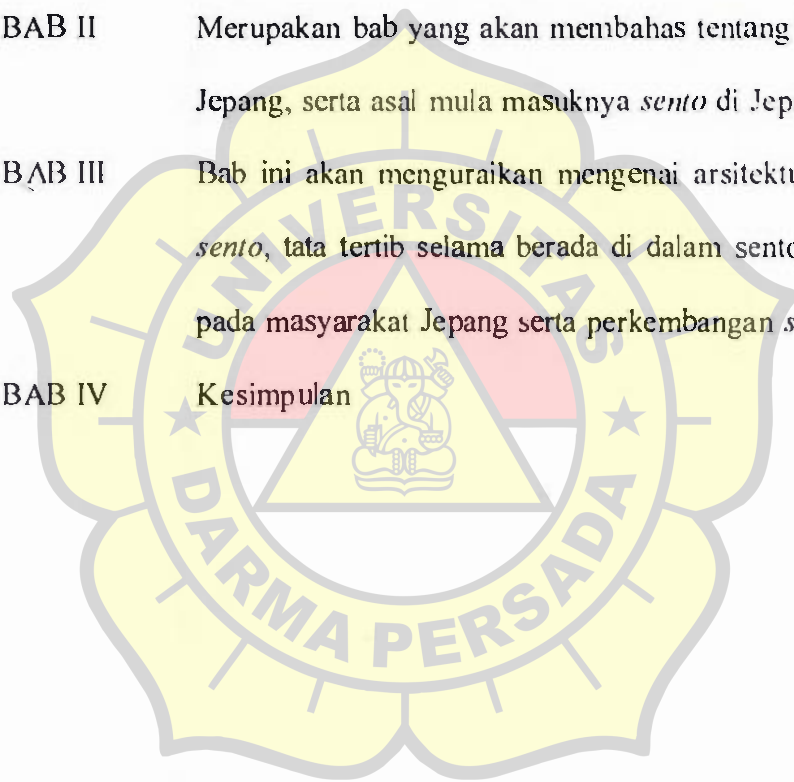 BAB II Merupakan bab yang akan membahas tentang
Jepang, serta asal mula masuknya sento di Jep
BAB III Bab ini akan menguraikan mengenai arsitektu
sento, tata tertib selama berada di dalam sento
pada masyarakat Jepang serta perkembangan s
BAB IV Kesimpulan
UNIVERSITAS
DARMA PERSADA